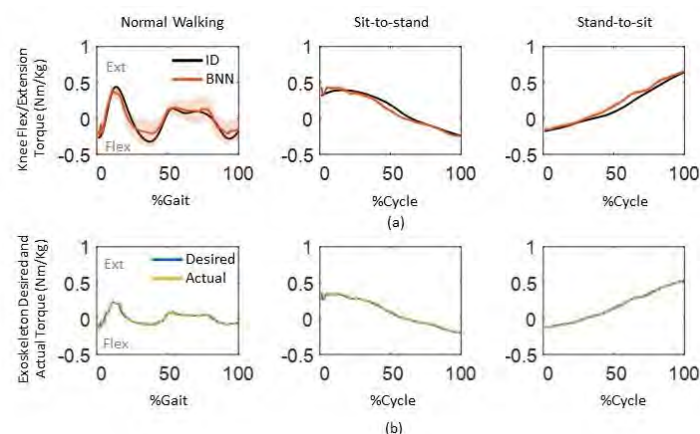 Normal Walking
Sit-to-stand
Stand-to-sit
Knee Flex/Extension
Torque (Nm/Kg)
1
0.5
0
-0.5
Ext
Flex
ID
BNN
0 50 100
%Gait
1
0.5
0
-0.5
0 50 100
%Cycle
1
0.5
0
-0.5
0 50 100
%Cycle
(a)
Exoskeleton Desired and
Actual Torque (Nm/Kg)
1
0.5
0
-0.5
Ext
Flex
Desired
Actual
0 50 100
%Gait
1
0.5
0
-0.5
0 50 100
%Cycle
1
0.5
0
-0.5
0 50 100
%Cycle
(b)